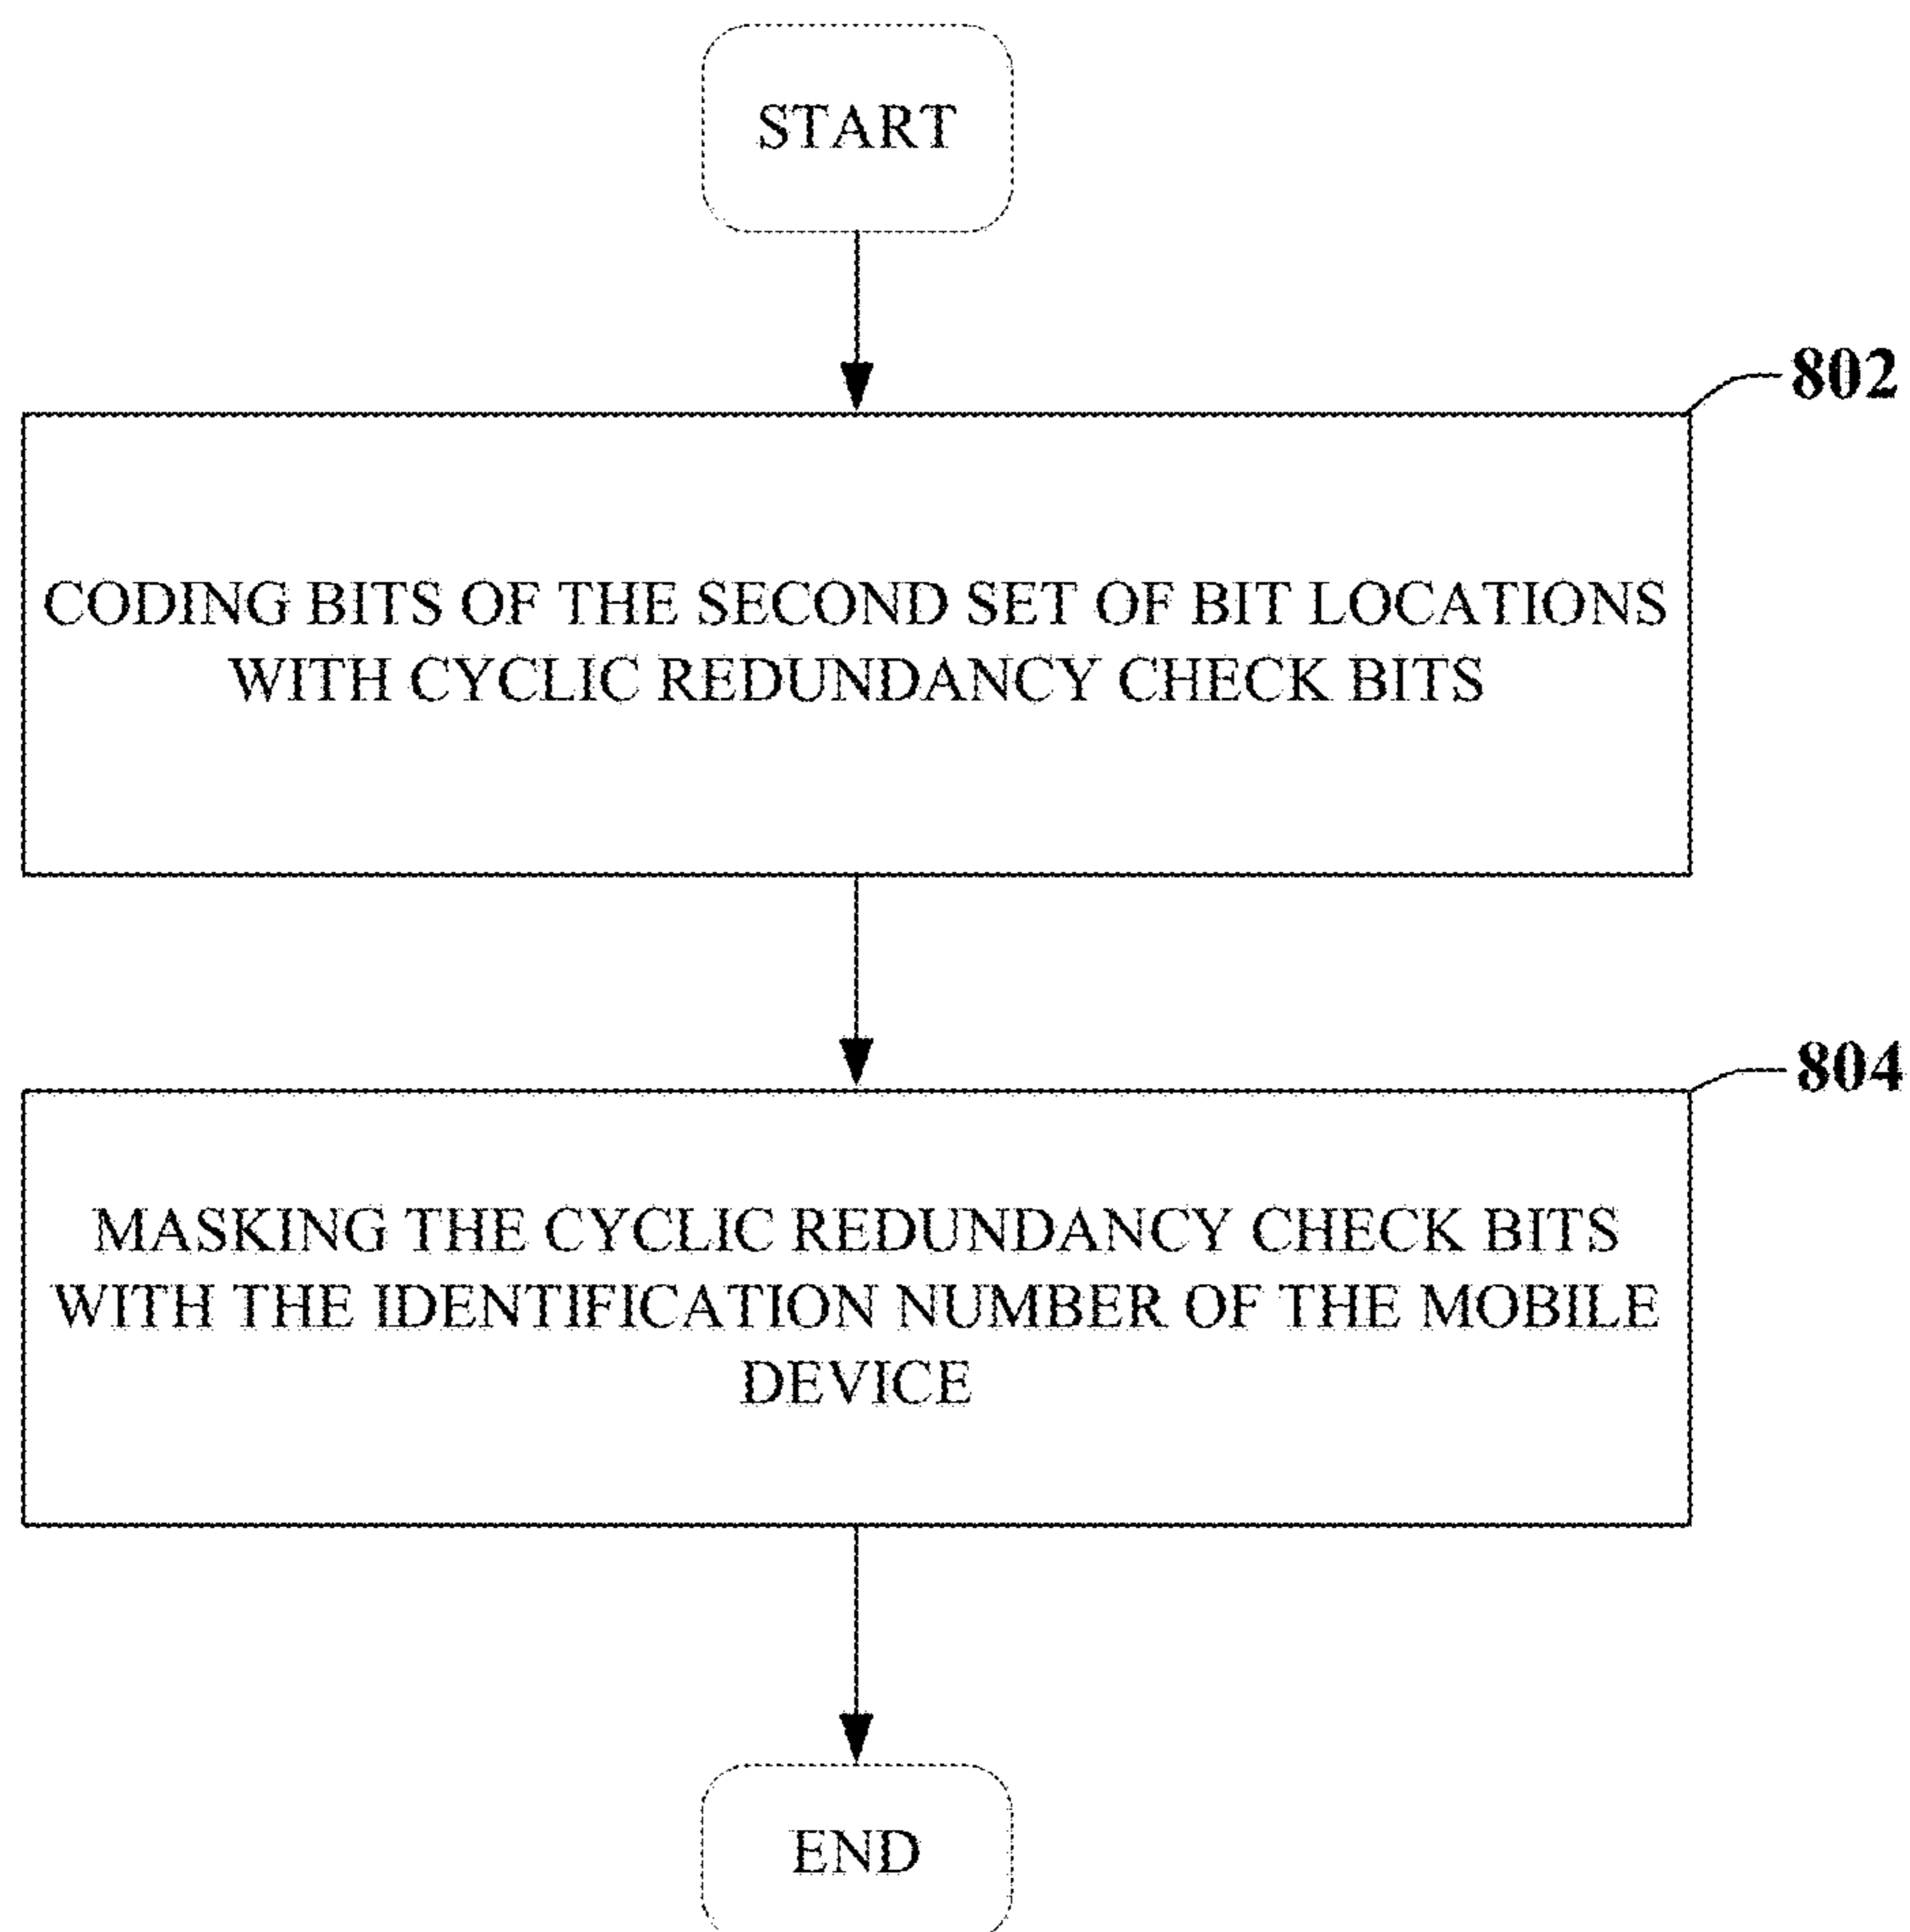 START
802
CODING BITS OF THE SECOND SET OF BIT LOCATIONS
WITH CYCLIC REDUNDANCY CHECK BITS
804
MASKING THE CYCLIC REDUNDANCY CHECK BITS
WITH THE IDENTIFICATION NUMBER OF THE MOBILE
DEVICE
END